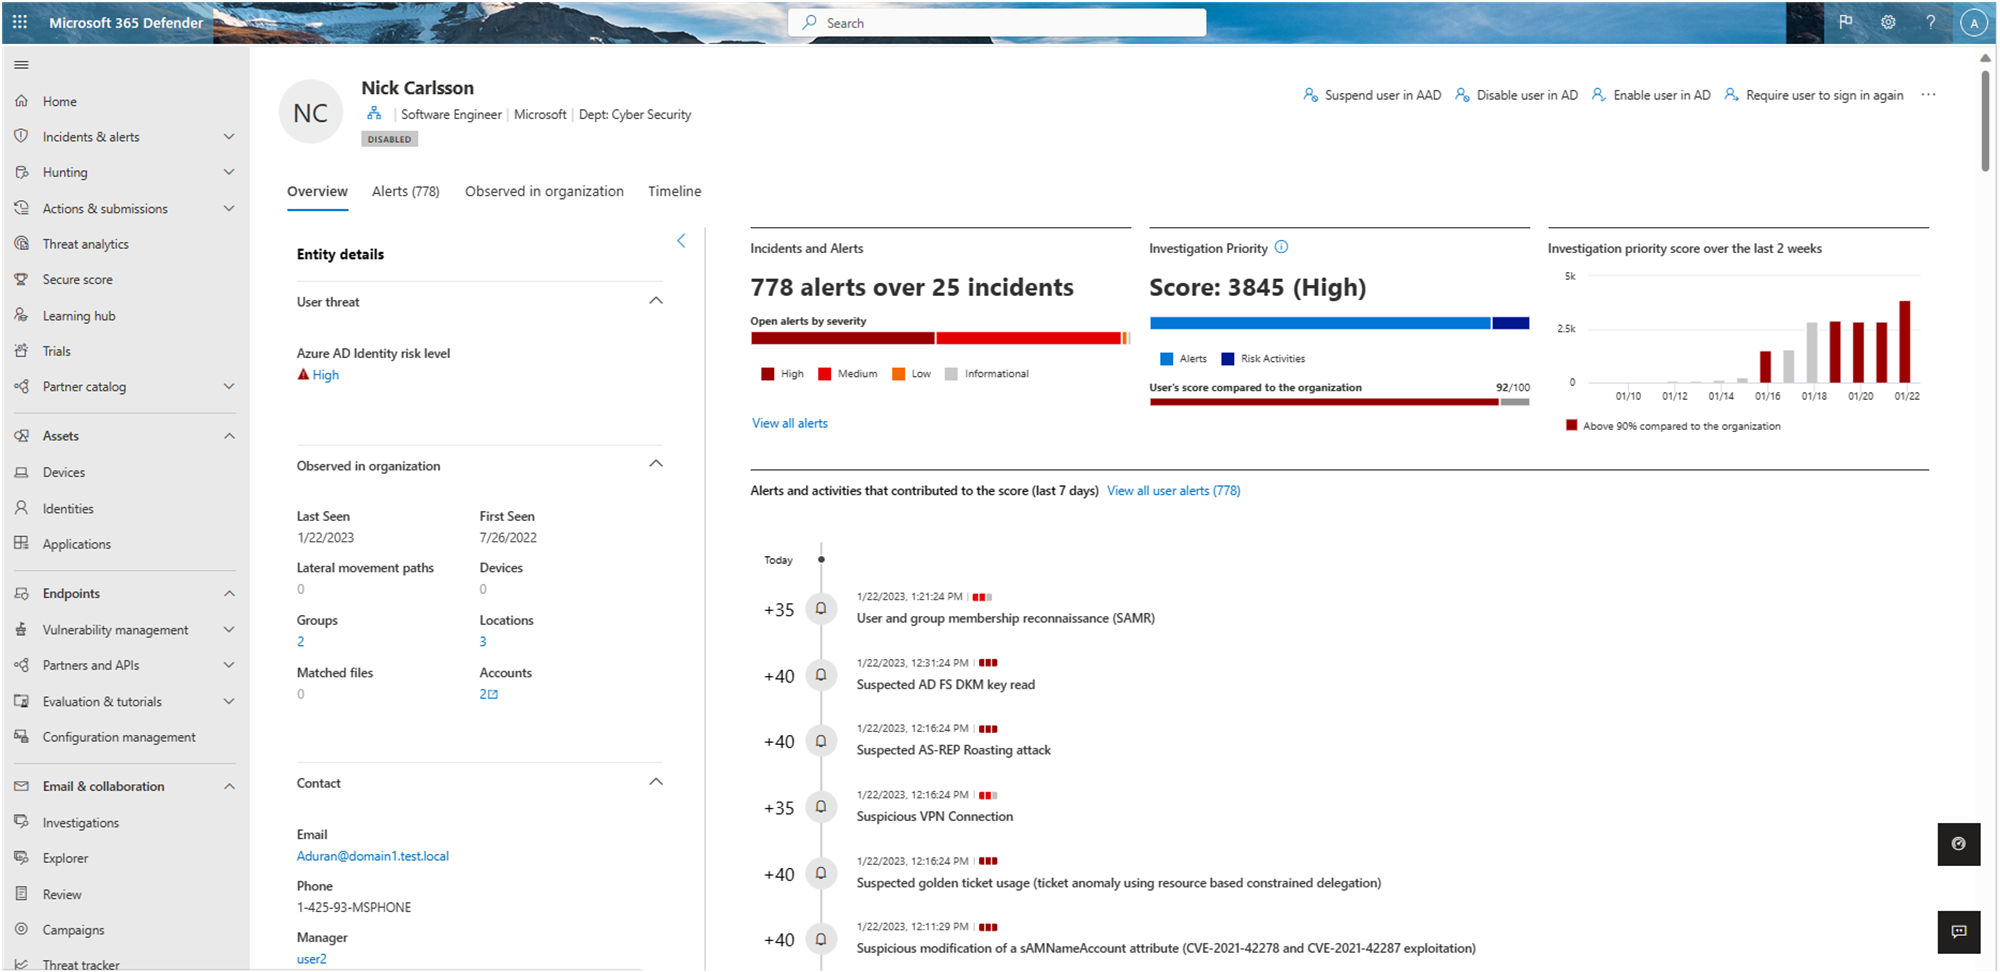 Microsoft 365 Defender
Search
A
Home
Incidents & alerts
Hunting
Actions & submissions
Threat analytics
Secure score
Learning hub
Trials
Partner catalog
Assets
Devices
Identities
Applications
Endpoints
Vulnerability management
Partners and APIs
Evaluation & tutorials
Configuration management
Email & collaboration
Investigations
Explorer
Review
Campaigns
Threat tracker
NC
Nick Carlsson
Software Engineer | Microsoft | Dept: Cyber Security
DISABLED
Suspend user in AAD
Disable user in AD
Enable user in AD
Require user to sign in again
Overview
Alerts (778)
Observed in organization
Timeline
Entity details
User threat
Azure AD Identity risk level
High
Observed in organization
Last Seen
First Seen
1/22/2023
7/26/2022
Lateral movement paths
Devices
0
0
Groups
Locations
2
3
Matched files
Accounts
0
2
Contact
Email
Aduran@domain1.test.local
Phone
1-425-93-MSPHONE
Manager
user2
Incidents and Alerts
778 alerts over 25 incidents
Open alerts by severity
High
Medium
Low
Informational
View all alerts
Investigation Priority
Score: 3845 (High)
Alerts
Risk Activities
User's score compared to the organization
92/100
Investigation priority score over the last 2 weeks
5k
2.5k
0
01/10
01/12
01/14
01/16
01/18
01/20
01/22
Above 90% compared to the organization
Alerts and activities that contributed to the score (last 7 days)
View all user alerts (778)
Today
+35
1/22/2023, 1:21:24 PM
User and group membership reconnaissance (SAMR)
+40
1/22/2023, 12:31:24 PM
Suspected AD FS DKM key read
+40
1/22/2023, 12:16:24 PM
Suspected AS-REP Roasting attack
+35
1/22/2023, 12:16:24 PM
Suspicious VPN Connection
+40
1/22/2023, 12:16:24 PM
Suspected golden ticket usage (ticket anomaly using resource based constrained delegation)
+40
1/22/2023, 12:11:29 PM
Suspicious modification of a sAMNameAccount attribute (CVE-2021-42278 and CVE-2021-42287 exploitation)